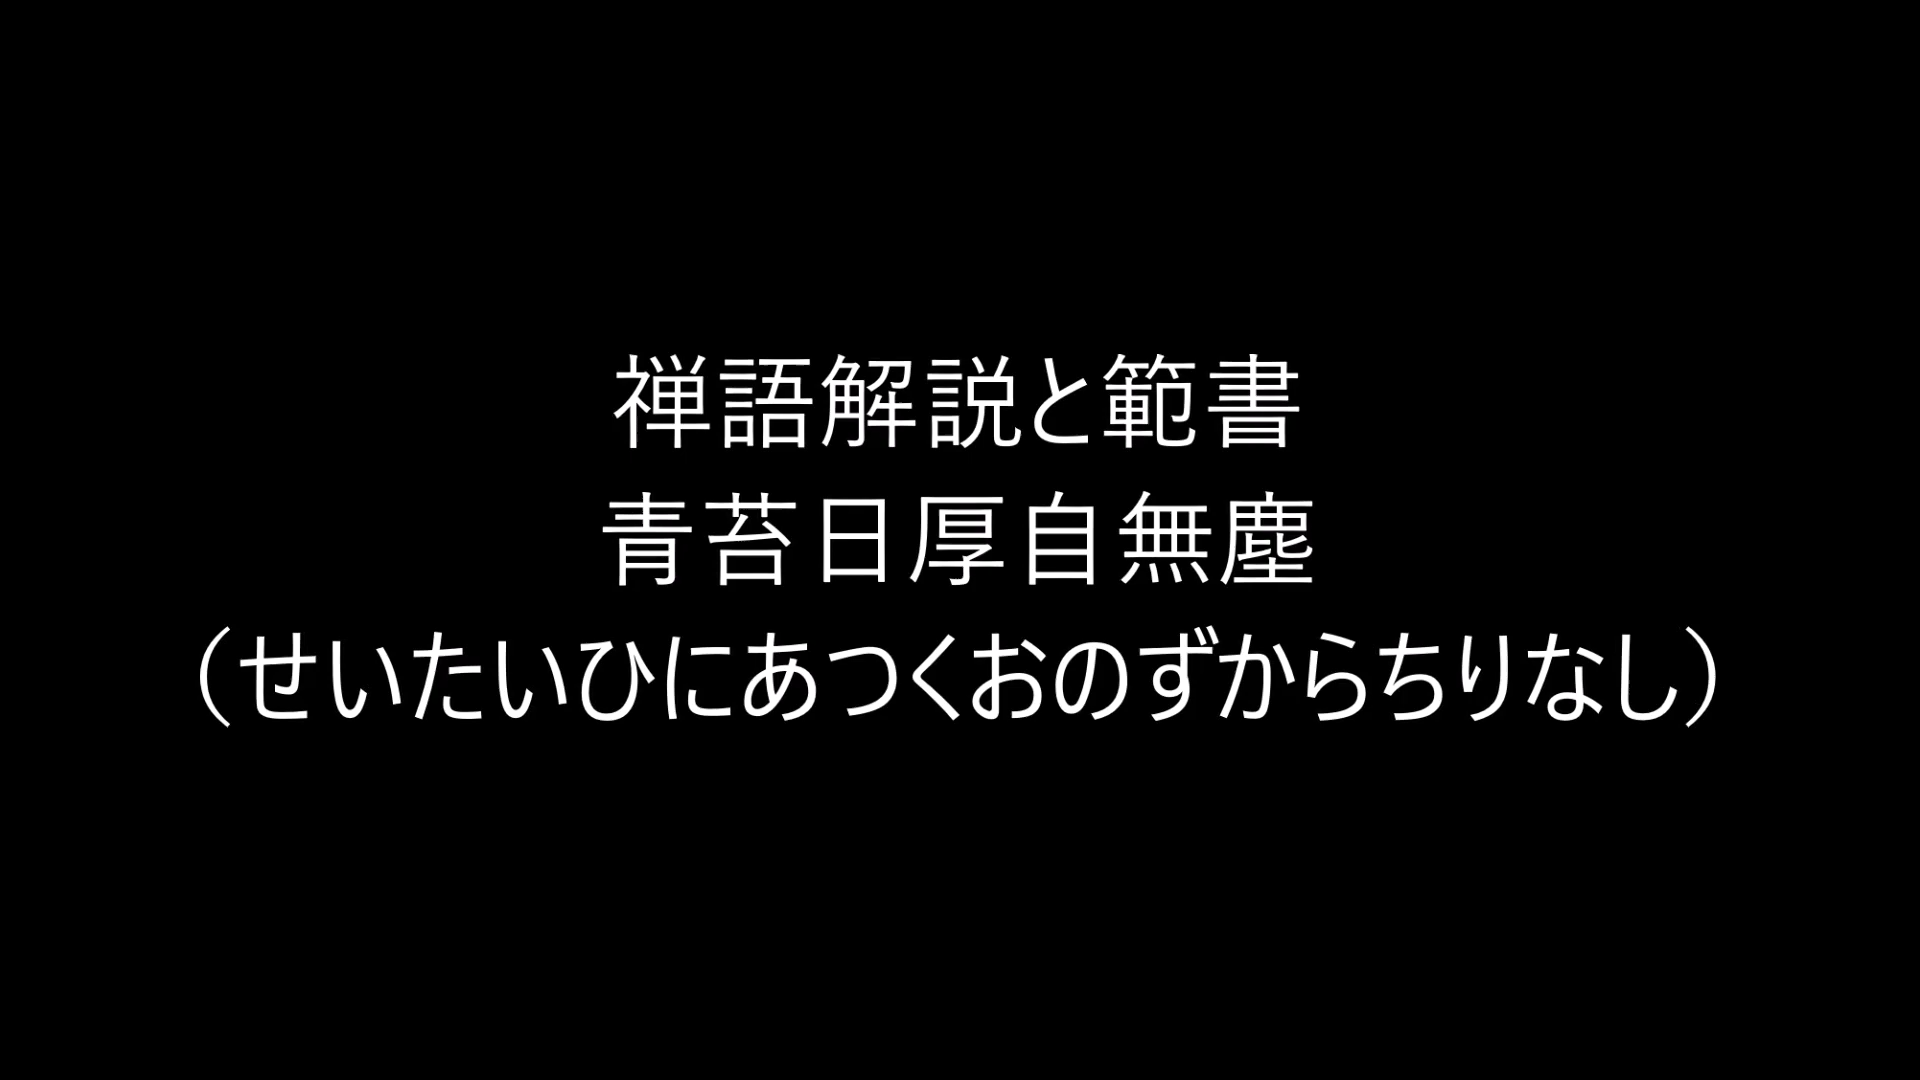 禅語解説と範書
青苔日厚自無塵
（せいたいひにあつくおのずからちりなし）